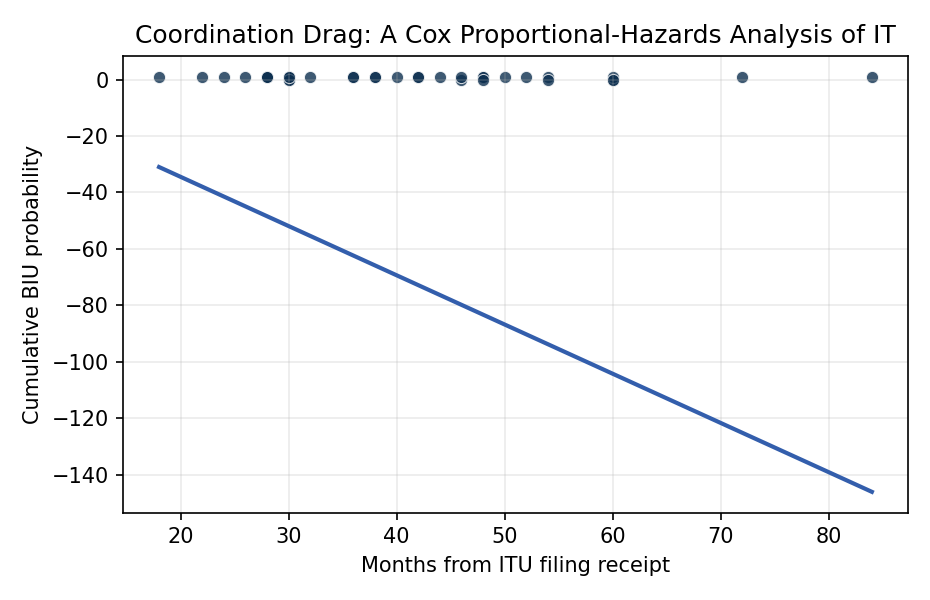 Coordination Drag: A Cox Proportional-Hazards Analysis of IT
Cumulative BIU probability
0
−20
−40
−60
−80
−100
−120
−140
20 30 40 50 60 70 80
Months from ITU filing receipt